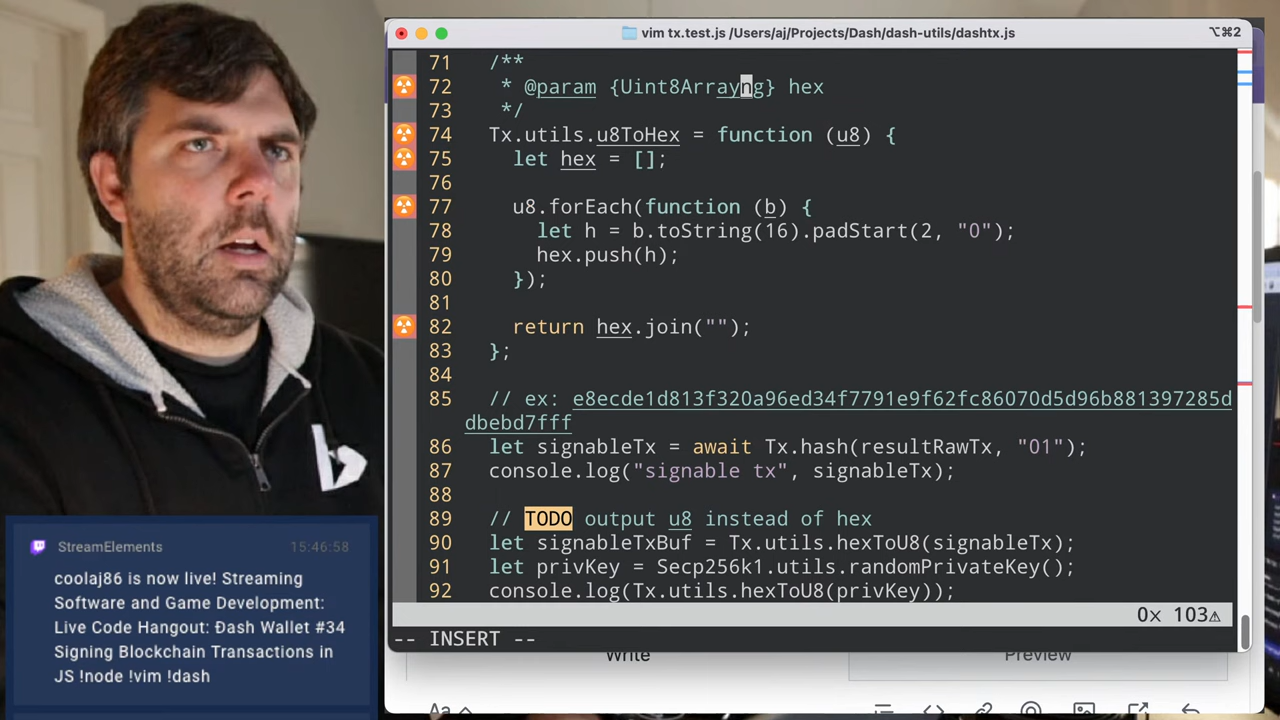 vim tx.test.js /Users/aj/Projects/Dash/dash-utils/dashtx.js
⌥⌘2
71 /**
72 * @param {Uint8Arrayng} hex
73 */
74 Tx.utils.u8ToHex = function (u8) {
75 let hex = [];
76
77 u8.forEach(function (b) {
78 let h = b.toString(16).padStart(2, "0");
79 hex.push(h);
80 });
81
82 return hex.join("");
83 };
84
85 // ex: e8ecde1d813f320a96ed34f7791e9f62fc86070d5d96b881397285d
dbebd7fff
86 let signableTx = await Tx.hash(resultRawTx, "01");
87 console.log("signable tx", signableTx);
88
89 // TODO output u8 instead of hex
90 let signableTxBuf = Tx.utils.hexToU8(signableTx);
91 let privKey = Secp256k1.utils.randomPrivateKey();
92 console.log(Tx.utils.hexToU8(privKey));
0× 103⚠
-- INSERT --
Write
Preview
Aa
StreamElements
15:46:58
coolaj86 is now live! Streaming
Software and Game Development:
Live Code Hangout: Ðash Wallet #34
Signing Blockchain Transactions in
JS !node !vim !dash